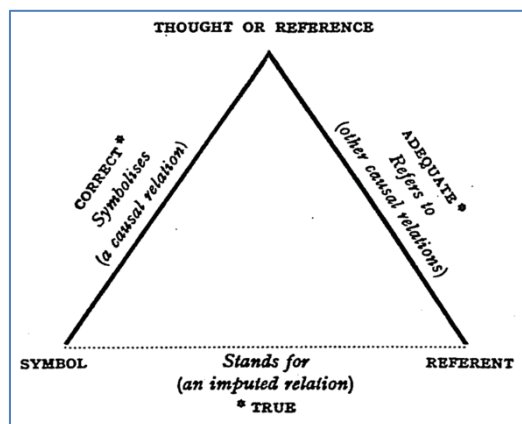 THOUGHT OR REFERENCE
CORRECT *
Symbolises
(a causal relation)
ADEQUATE *
Refers to
(other causal relations)
SYMBOL
Stands for
REFERENT
(an imputed relation)
* TRUE